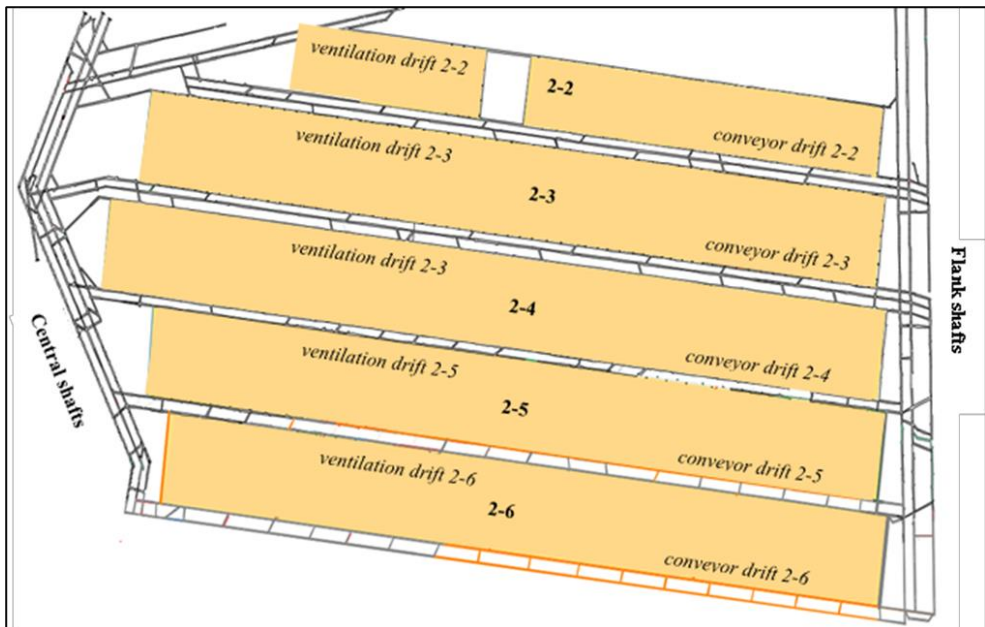 ventilation drift 2-2
2-2
conveyor drift 2-2
ventilation drift 2-3
2-3
conveyor drift 2-3
ventilation drift 2-3
2-4
conveyor drift 2-4
ventilation drift 2-5
2-5
conveyor drift 2-5
ventilation drift 2-6
2-6
conveyor drift 2-6
Central shafts
Flank shafts